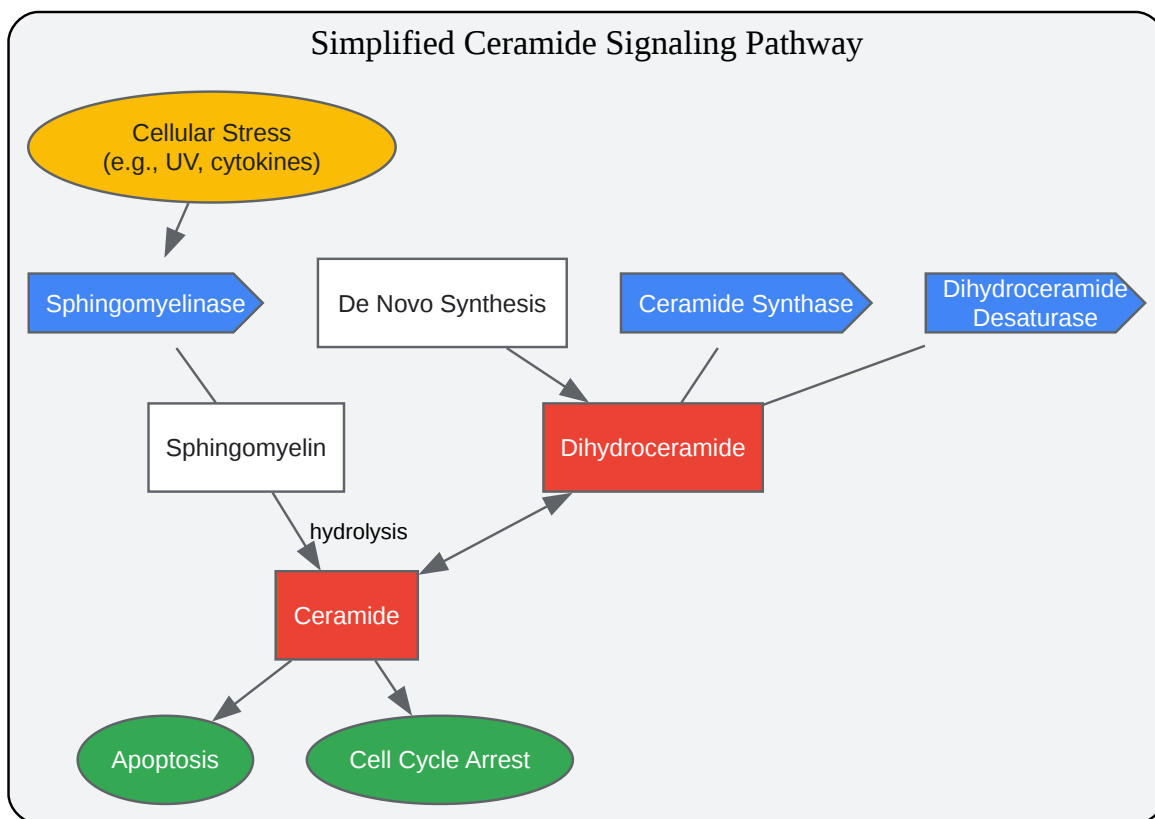 Simplified Ceramide Signaling Pathway
Cellular Stress
(e.g., UV, cytokines)
Sphingomyelinase
De Novo Synthesis
Ceramide Synthase
Dihydroceramide
Desaturase
Sphingomyelin
Dihydroceramide
hydrolysis
Ceramide
Apoptosis
Cell Cycle Arrest